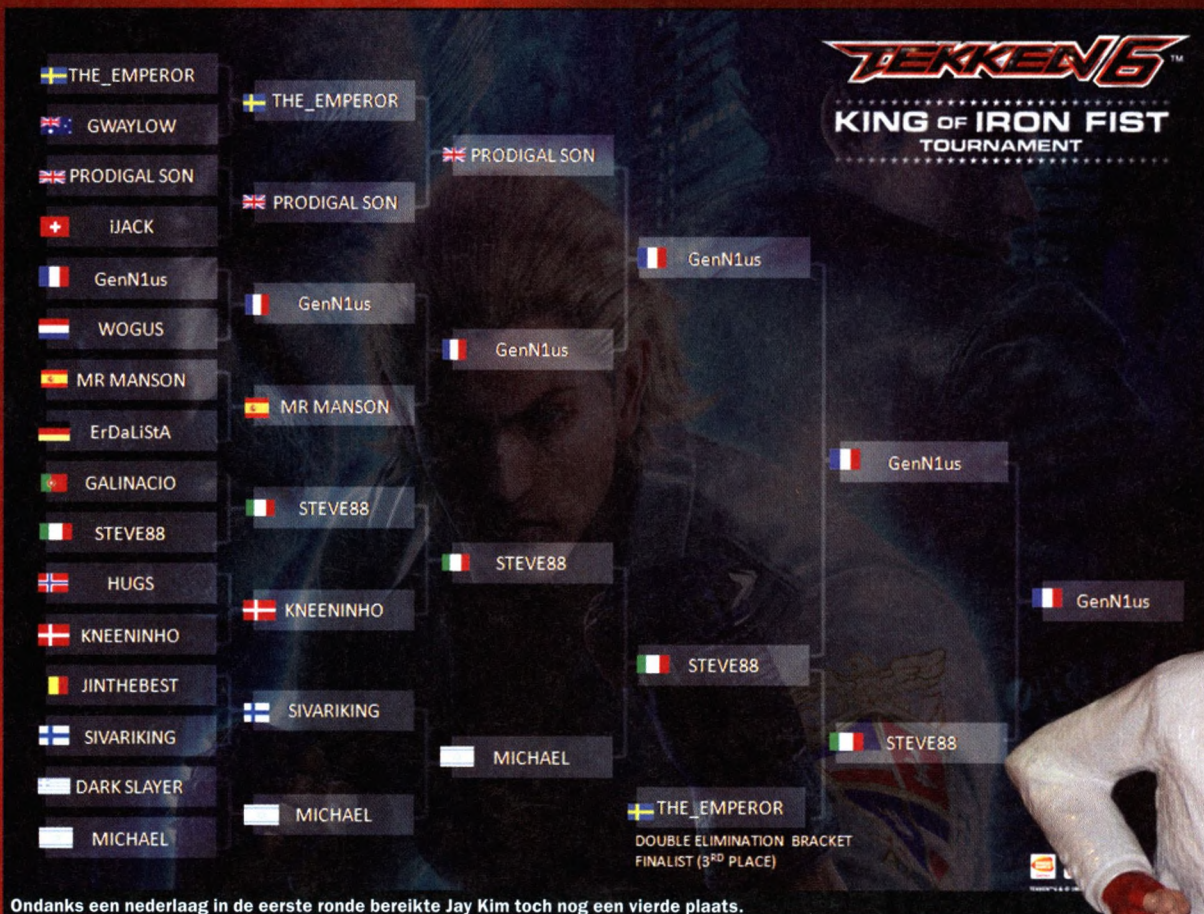 TEKKEN 6 ™
KING OF IRON FIST
TOURNAMENT
THE_EMPEROR
GWAYLOW
PRODIGAL SON
iJACK
GenN1us
WOGUS
MR MANSON
ErDaLiStA
GALINACIO
STEVE88
HUGS
KNEENINHO
JINTHEBEST
SIVARIKING
DARK SLAYER
MICHAEL
THE_EMPEROR
PRODIGAL SON
GenN1us
MR MANSON
STEVE88
KNEENINHO
SIVARIKING
MICHAEL
PRODIGAL SON
GenN1us
STEVE88
MICHAEL
GenN1us
STEVE88
THE_EMPEROR
DOUBLE ELIMINATION BRACKET
FINALIST (3RD PLACE)
GenN1us
STEVE88
GenN1us
Ondanks een nederlaag in de eerste ronde bereikte Jay Kim toch nog een vierde plaats.